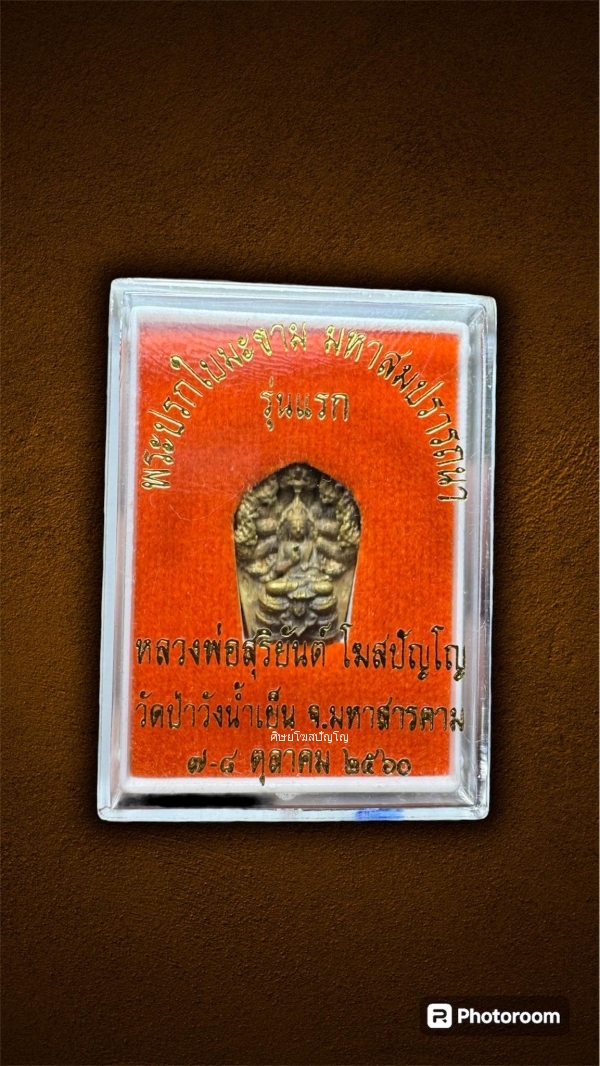 พระปรกใบมะขาม มหาสมปรารถนา
รุ่นแรก
หลวงพ่อสุริยันต์ โฆสปัญโญ
วัดป่าวังน้ำเย็น จ.มหาสารคาม
ศิษย์โฆสปัญโญ
๗-๘ ตุลาคม ๒๕๖๐
Photoroom